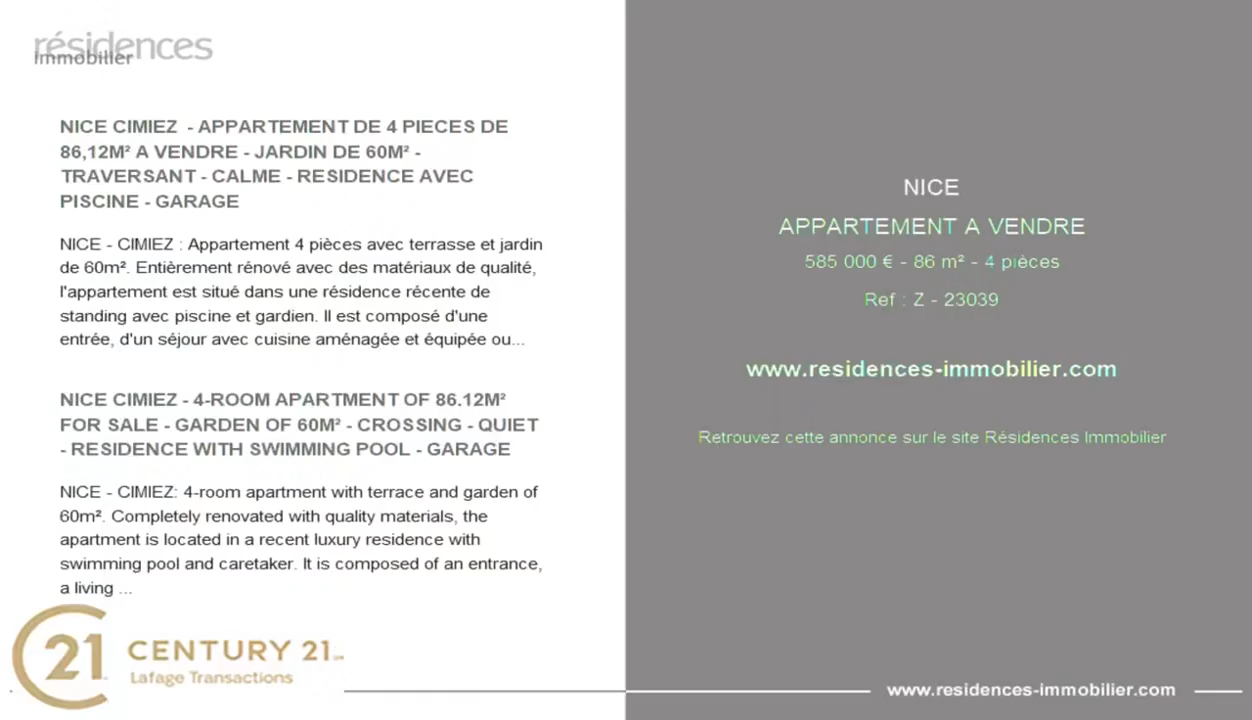 résidences
immobilier
NICE CIMIEZ - APPARTEMENT DE 4 PIECES DE
86,12M² A VENDRE - JARDIN DE 60M² -
TRAVERSANT - CALME - RESIDENCE AVEC
PISCINE - GARAGE
NICE - CIMIEZ : Appartement 4 pièces avec terrasse et jardin
de 60m². Entièrement rénové avec des matériaux de qualité,
l'appartement est situé dans une résidence récente de
standing avec piscine et gardien. Il est composé d'une
entrée, d'un séjour avec cuisine aménagée et équipée ou...
NICE CIMIEZ - 4-ROOM APARTMENT OF 86.12M²
FOR SALE - GARDEN OF 60M² - CROSSING - QUIET
- RESIDENCE WITH SWIMMING POOL - GARAGE
NICE - CIMIEZ: 4-room apartment with terrace and garden of
60m². Completely renovated with quality materials, the
apartment is located in a recent luxury residence with
swimming pool and caretaker. It is composed of an entrance,
a living ...
21
CENTURY 21
Lafage Transactions
NICE
APPARTEMENT A VENDRE
585 000 € - 86 m² - 4 pièces
Ref : Z - 23039
www.residences-immobilier.com
Retrouvez cette annonce sur le site Résidences Immobilier
www.residences-immobilier.com